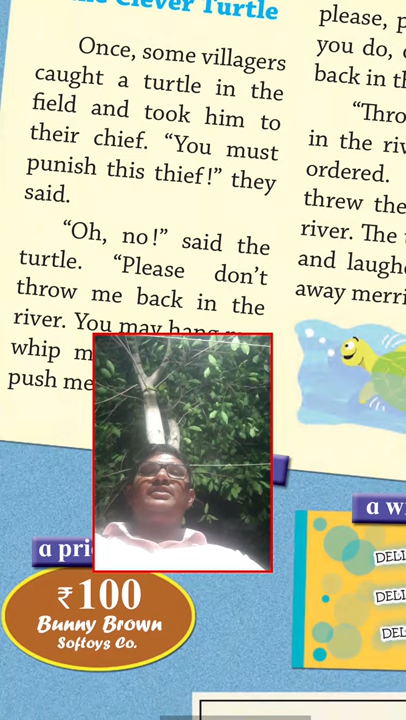 the Clever Turtle
Once, some villagers
caught a turtle in the
field and took him to
their chief. “You must
punish this thief!” they
said.
“Oh, no!” said the
turtle. “Please don’t
throw me back in the
river. You may hang
whip
push me
please,
you do,
back in
“Thro
in the riv
ordered.
threw the
river. The
and laughe
away merri
a pri
₹100
Bunny Brown
Softoys Co.
a w
DELI
DELI
DEL